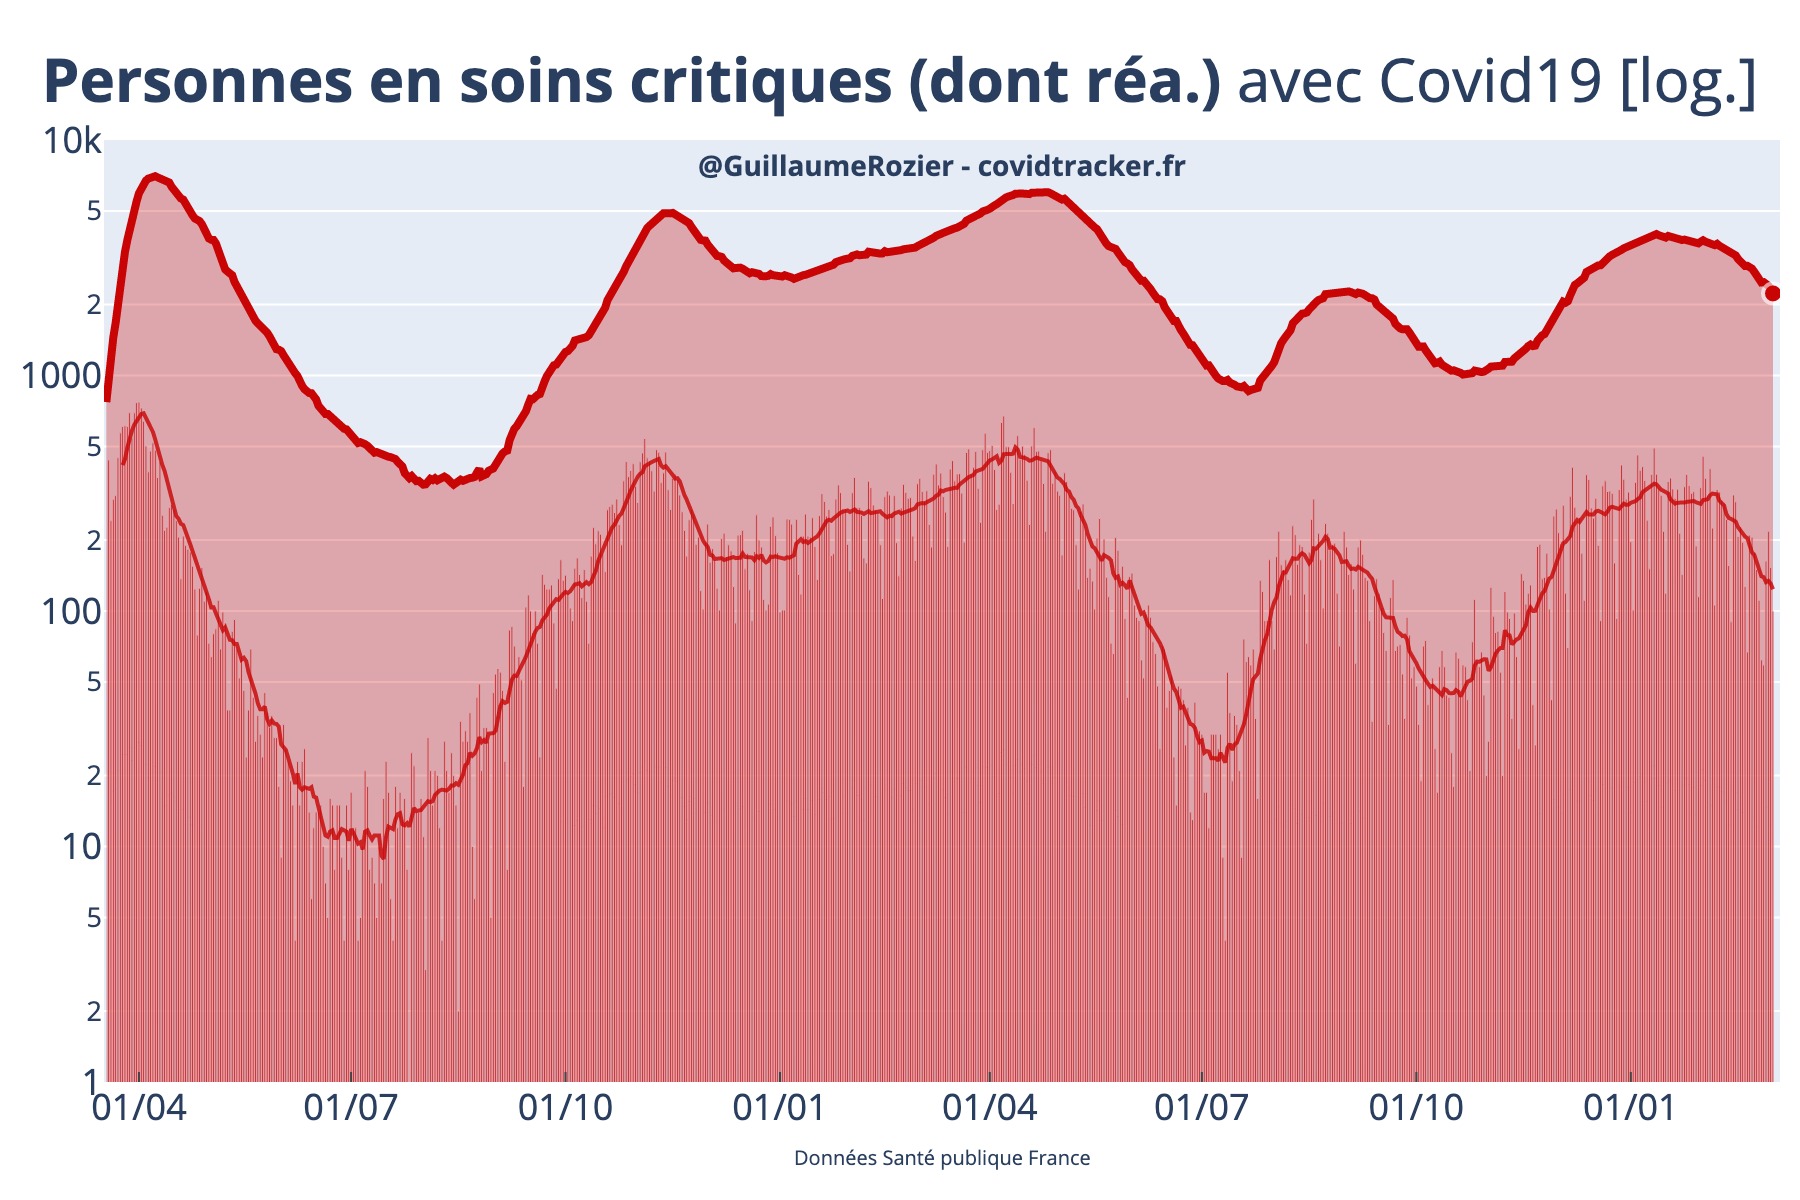 Personnes en soins critiques (dont réa.) avec Covid19 [log.]
@GuillaumeRozier - covidtracker.fr
10k
5
2
1000
5
2
100
5
2
10
5
2
1
01/04 01/07 01/10 01/01 01/04 01/07 01/10 01/01
Données Santé publique France